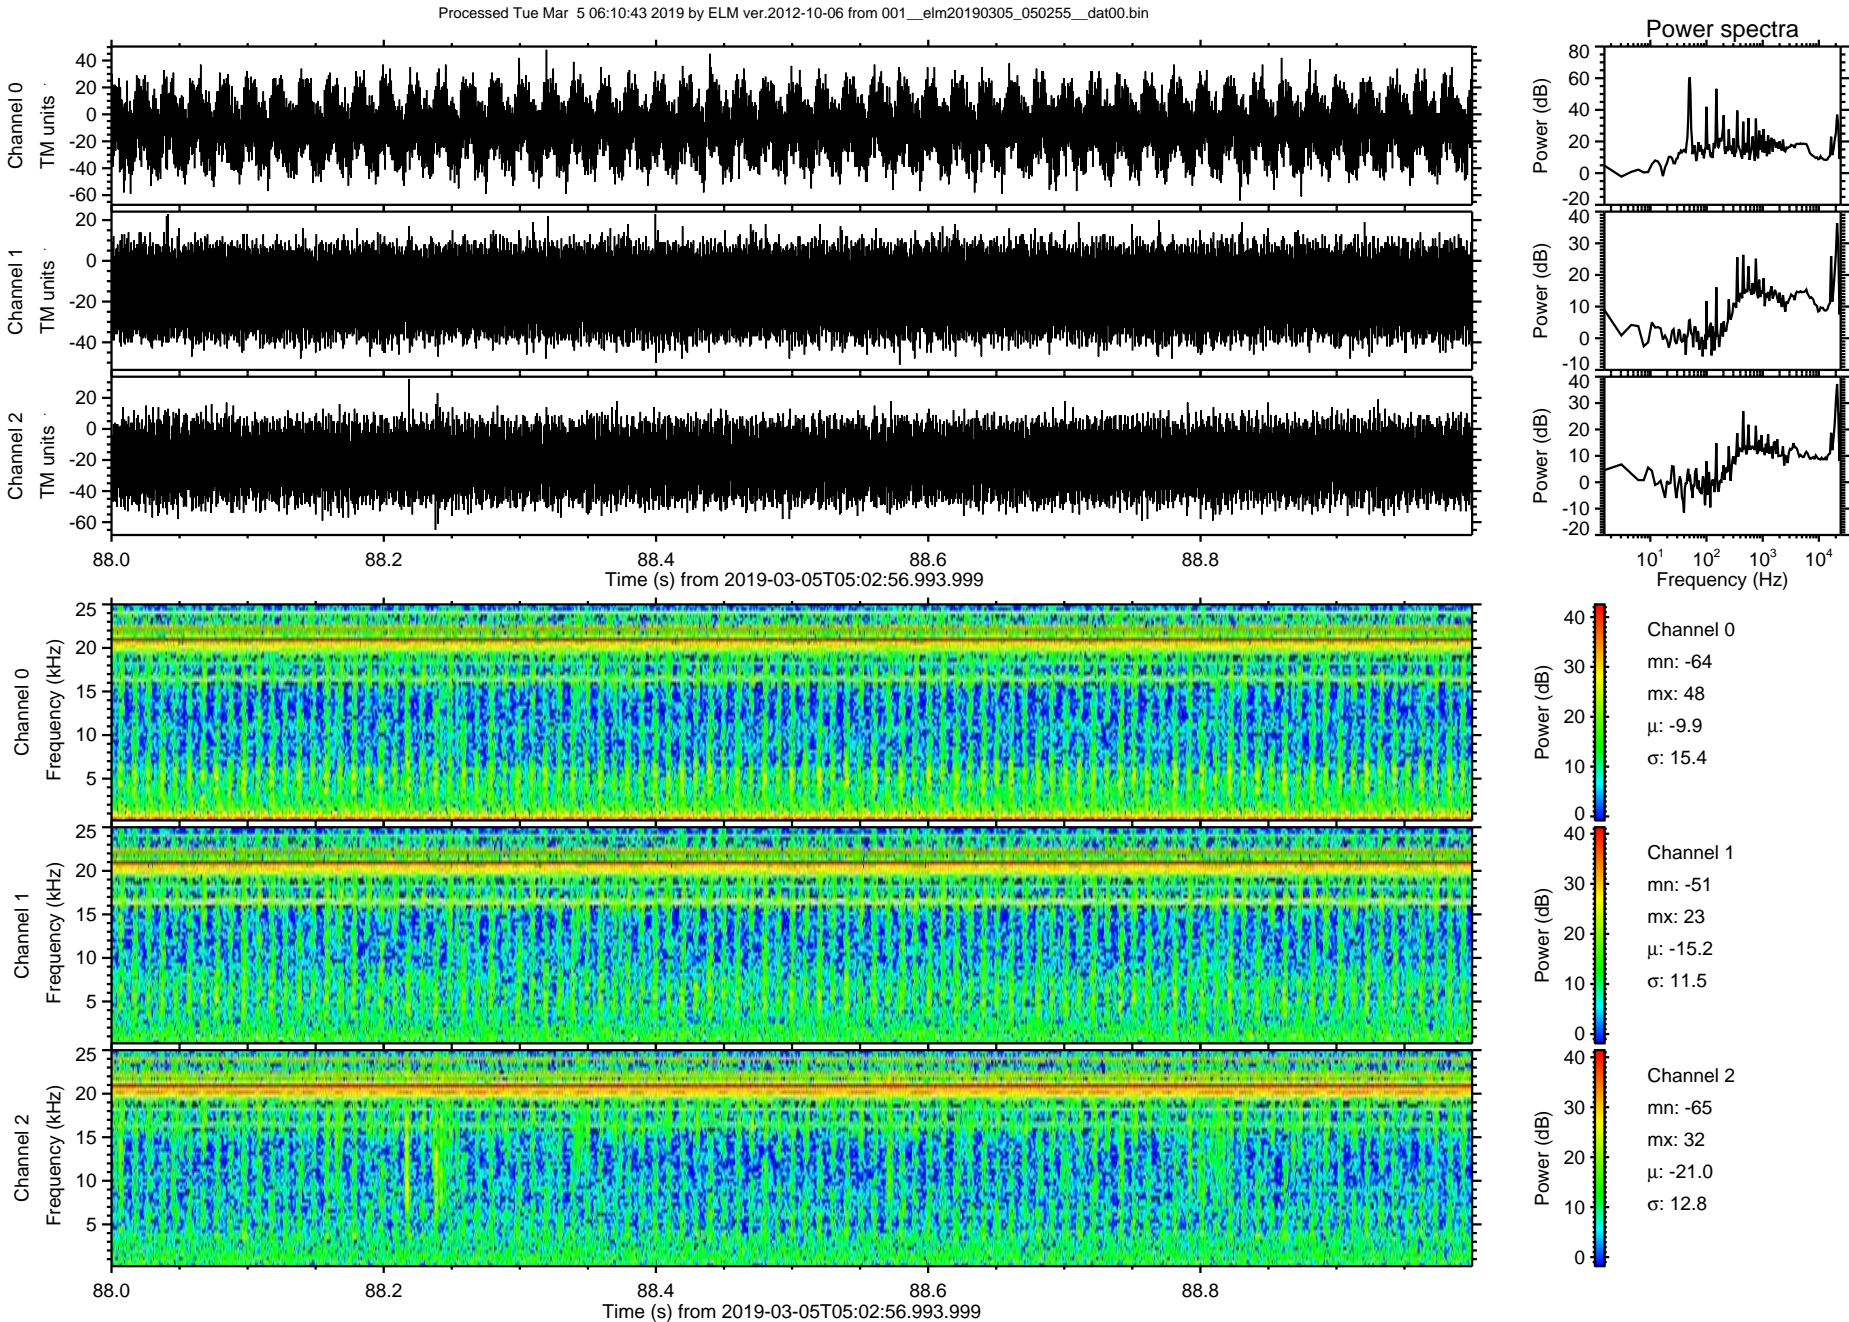 Processed Tue Mar  5 06:10:43 2019 by ELM ver.2012-10-06 from 001__elm20190305_050255__dat00.bin
Power spectra
Channel 0
TM units
40
20
0
-20
-40
-60
Power (dB)
80
60
40
20
0
-20
Channel 1
TM units
20
0
-20
-40
Power (dB)
40
30
20
10
0
-10
Channel 2
TM units
20
0
-20
-40
-60
Power (dB)
40
30
20
10
0
-10
-20
88.0 88.2 88.4 88.6 88.8
Time (s) from 2019-03-05T05:02:56.993.999
10^1 10^2 10^3 10^4
Frequency (Hz)
Channel 0
Frequency (kHz)
25
20
15
10
5
Power (dB)
40
30
20
10
0
Channel 0
mn: -64
mx: 48
μ: -9.9
σ: 15.4
Channel 1
Frequency (kHz)
25
20
15
10
5
Power (dB)
40
30
20
10
0
Channel 1
mn: -51
mx: 23
μ: -15.2
σ: 11.5
Channel 2
Frequency (kHz)
25
20
15
10
5
Power (dB)
40
30
20
10
0
Channel 2
mn: -65
mx: 32
μ: -21.0
σ: 12.8
88.0 88.2 88.4 88.6 88.8
Time (s) from 2019-03-05T05:02:56.993.999